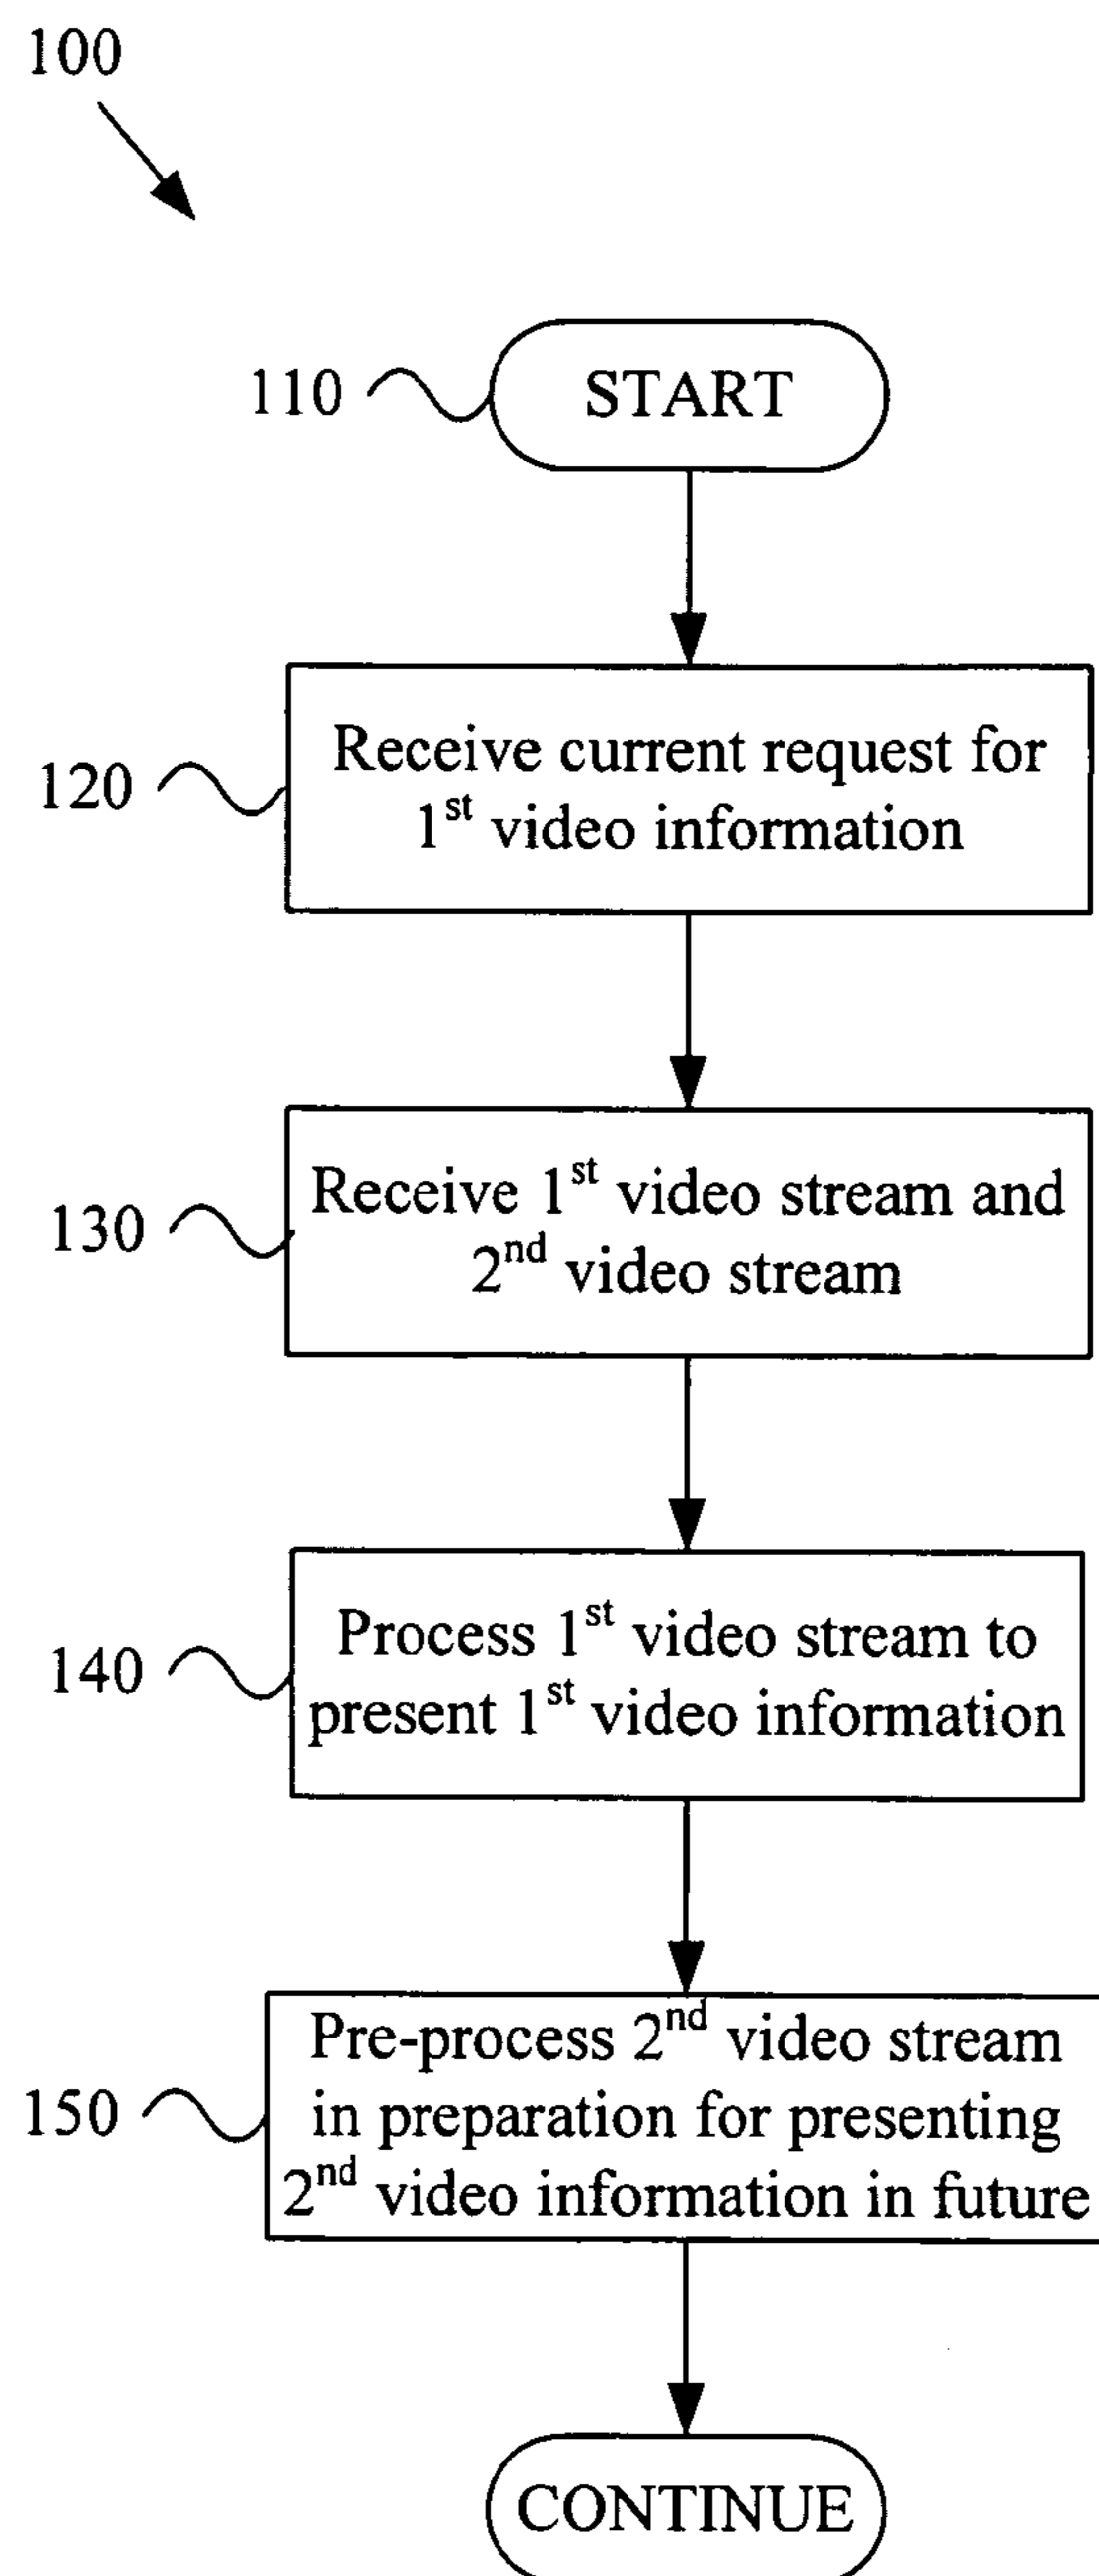 100
110
START
120
Receive current request for
1st video information
130
Receive 1st video stream and
2nd video stream
140
Process 1st video stream to
present 1st video information
150
Pre-process 2nd video stream
in preparation for presenting
2nd video information in future
CONTINUE